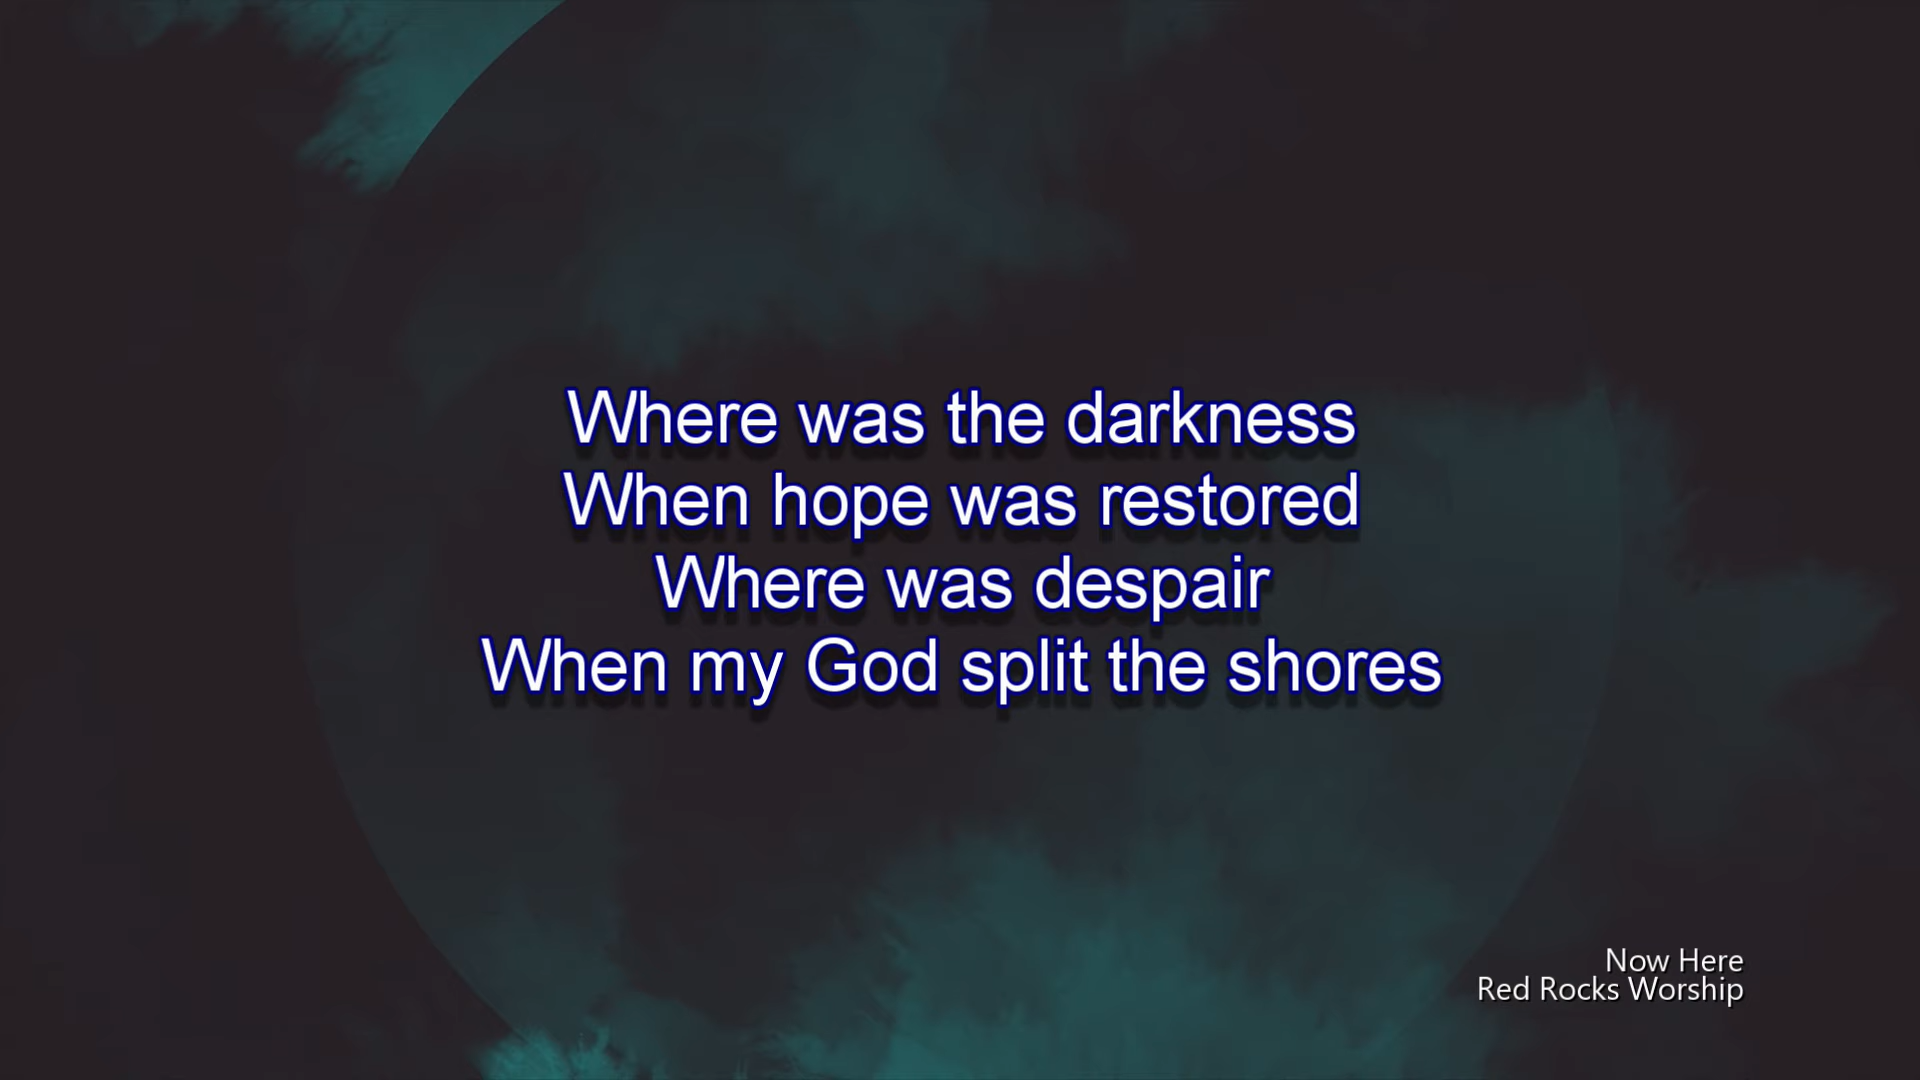 Where was the darkness
When hope was restored
Where was despair
When my God split the shores
Now Here
Red Rocks Worship